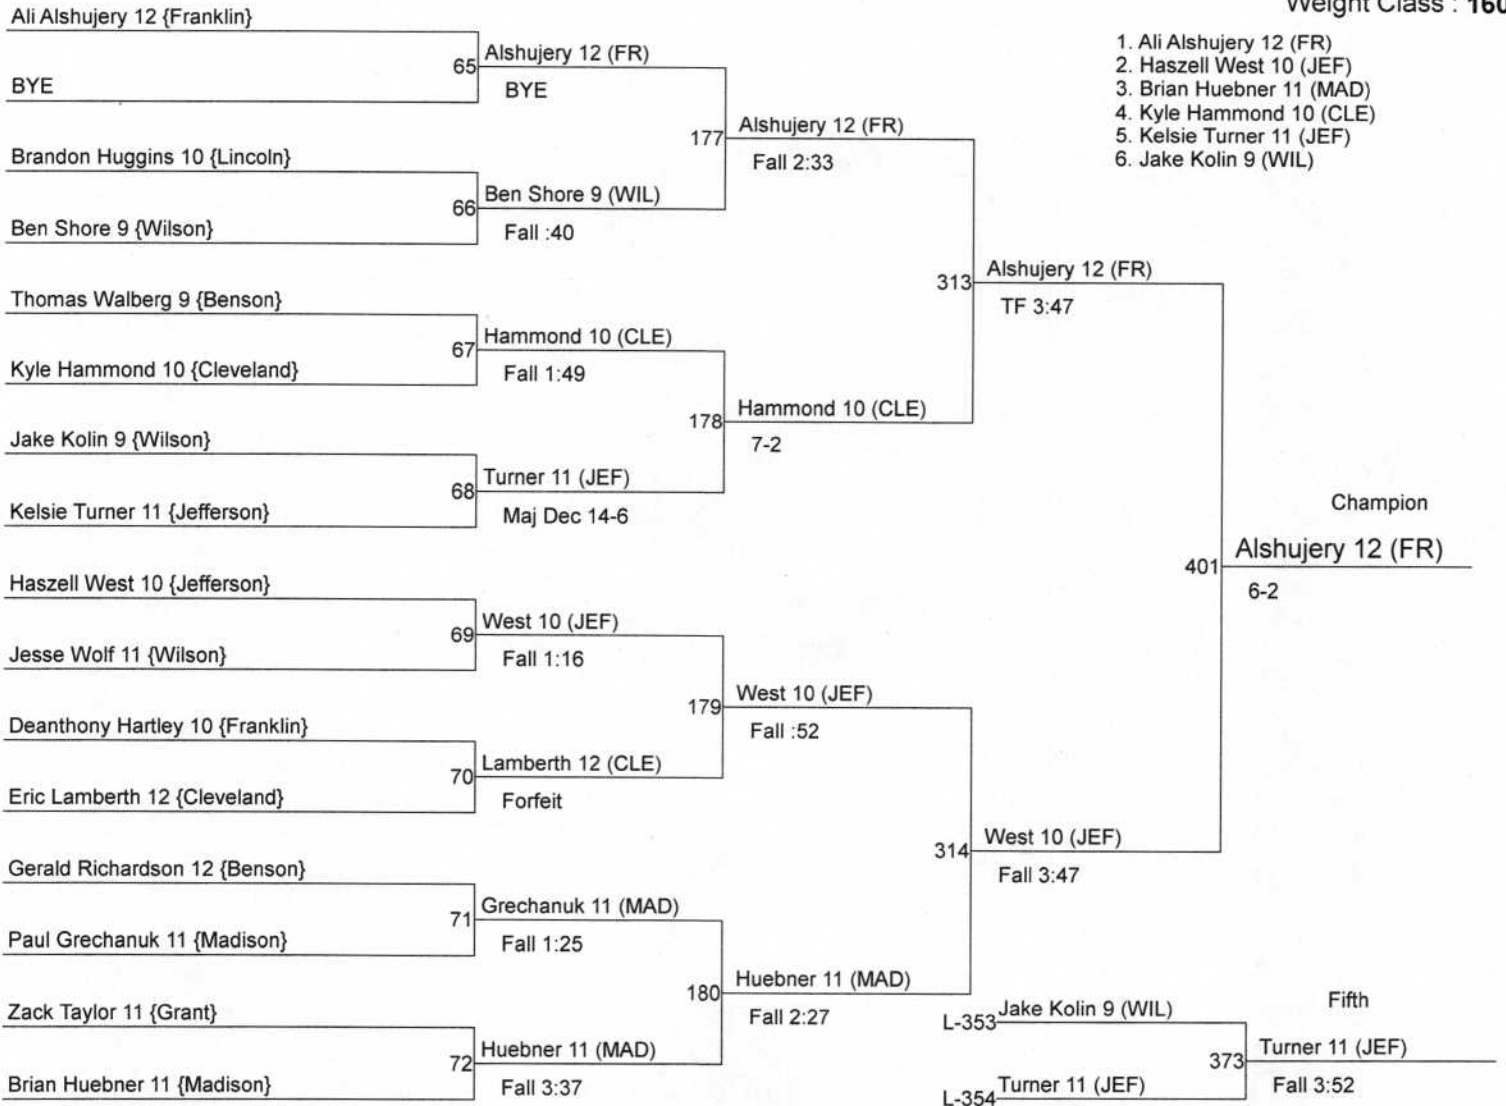 Weight Class : 160
1. Ali Alshujery 12 (FR)
2. Haszell West 10 (JEF)
3. Brian Huebner 11 (MAD)
4. Kyle Hammond 10 (CLE)
5. Kelsie Turner 11 (JEF)
6. Jake Kolin 9 (WIL)
Ali Alshujery 12 {Franklin}
BYE
Brandon Huggins 10 {Lincoln}
Ben Shore 9 {Wilson}
Thomas Walberg 9 {Benson}
Kyle Hammond 10 {Cleveland}
Jake Kolin 9 {Wilson}
Kelsie Turner 11 {Jefferson}
Haszell West 10 {Jefferson}
Jesse Wolf 11 {Wilson}
Deanthony Hartley 10 {Franklin}
Eric Lamberth 12 {Cleveland}
Gerald Richardson 12 {Benson}
Paul Grechanuk 11 {Madison}
Zack Taylor 11 {Grant}
Brian Huebner 11 {Madison}
65
Alshujery 12 (FR)
BYE
66
Ben Shore 9 (WIL)
Fall :40
67
Hammond 10 (CLE)
Fall 1:49
68
Turner 11 (JEF)
Maj Dec 14-6
69
West 10 (JEF)
Fall 1:16
70
Lamberth 12 (CLE)
Forfeit
71
Grechanuk 11 (MAD)
Fall 1:25
72
Huebner 11 (MAD)
Fall 3:37
177
Alshujery 12 (FR)
Fall 2:33
178
Hammond 10 (CLE)
7-2
179
West 10 (JEF)
Fall :52
180
Huebner 11 (MAD)
Fall 2:27
313
Alshujery 12 (FR)
TF 3:47
314
West 10 (JEF)
Fall 3:47
Champion
401
Alshujery 12 (FR)
6-2
Fifth
L-353
Jake Kolin 9 (WIL)
L-354
Turner 11 (JEF)
373
Turner 11 (JEF)
Fall 3:52